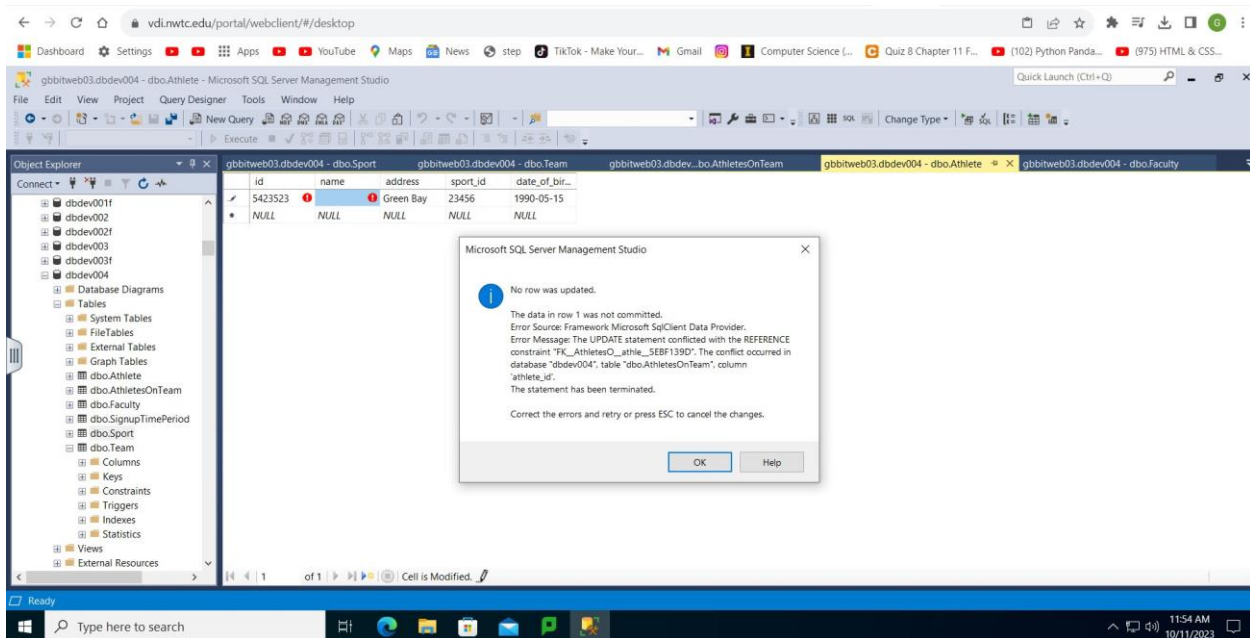 vdi.nwtc.edu/portal/webclient/#/desktop
G
Dashboard Settings Apps YouTube Maps News step TikTok - Make Your... Gmail Computer Science (... Quiz 8 Chapter 11 F... (102) Python Panda... (975) HTML & CSS...
gbbitweb03.dbdev004 - dbo.Athlete - Microsoft SQL Server Management Studio
Quick Launch (Ctrl+Q)
File Edit View Project Query Designer Tools Window Help
New Query
Change Type
Execute
Object Explorer
gbbitweb03.dbdev004 - dbo.Sport gbbitweb03.dbdev004 - dbo.Team gbbitweb03.dbdev...bo.AthletesOnTeam gbbitweb03.dbdev004 - dbo.Athlete gbbitweb03.dbdev004 - dbo.Faculty
Connect
dbdev001f
dbdev002
dbdev002f
dbdev003
dbdev003f
dbdev004
Database Diagrams
Tables
System Tables
FileTables
External Tables
Graph Tables
dbo.Athlete
dbo.AthletesOnTeam
dbo.Faculty
dbo.SignupTimePeriod
dbo.Sport
dbo.Team
Columns
Keys
Constraints
Triggers
Indexes
Statistics
Views
External Resources
id name address sport_id date_of_bir...
5423523 Green Bay 23456 1990-05-15
NULL NULL NULL NULL NULL
Microsoft SQL Server Management Studio
No row was updated.
The data in row 1 was not committed.
Error Source: Framework Microsoft SqlClient Data Provider.
Error Message: The UPDATE statement conflicted with the REFERENCE
constraint "FK__AthletesO__athle__5EBF139D". The conflict occurred in
database "dbdev004", table "dbo.AthletesOnTeam", column
'athlete_id'.
The statement has been terminated.
Correct the errors and retry or press ESC to cancel the changes.
OK Help
1 of 1 Cell is Modified.
Ready
Type here to search
11:54 AM
10/11/2023